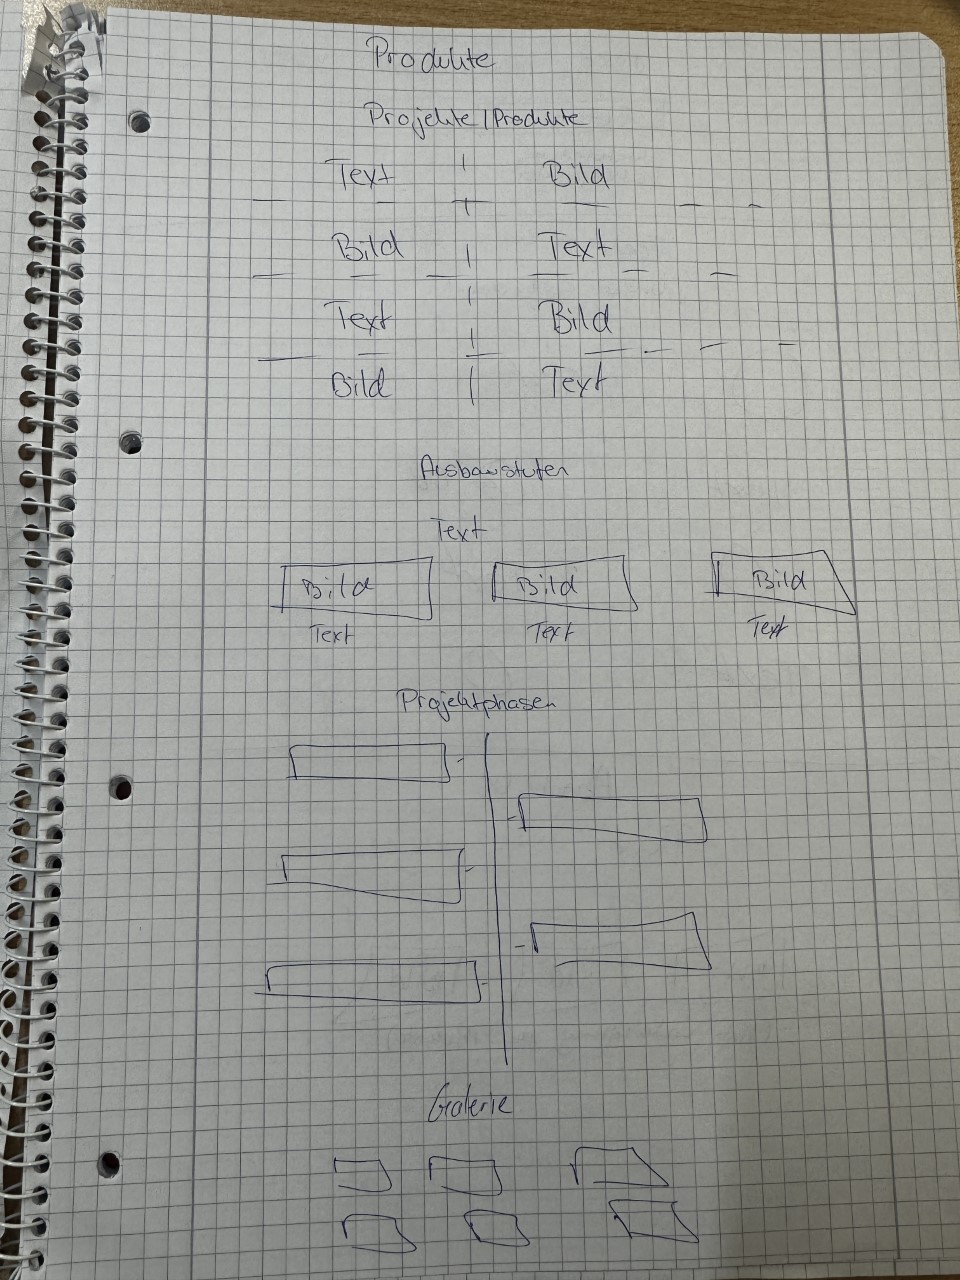 Produkte
Projekte / Produkte
Text Bild
Bild Text
Text Bild
Bild Text
Ausbaustufen
Text
Bild Bild Bild
Text Text Text
Projektphasen
Galerie